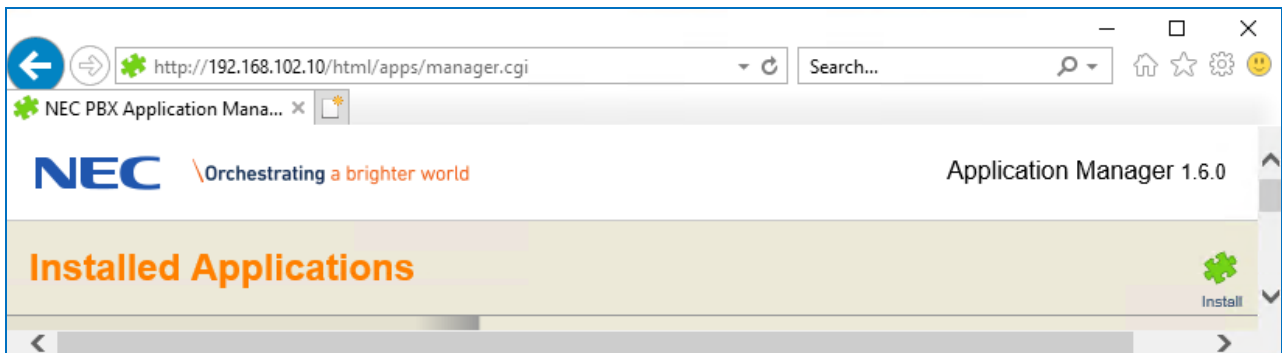 http://192.168.102.10/html/apps/manager.cgi
Search...
NEC PBX Application Mana...
NEC \Orchestrating a brighter world
Application Manager 1.6.0
Installed Applications
Install